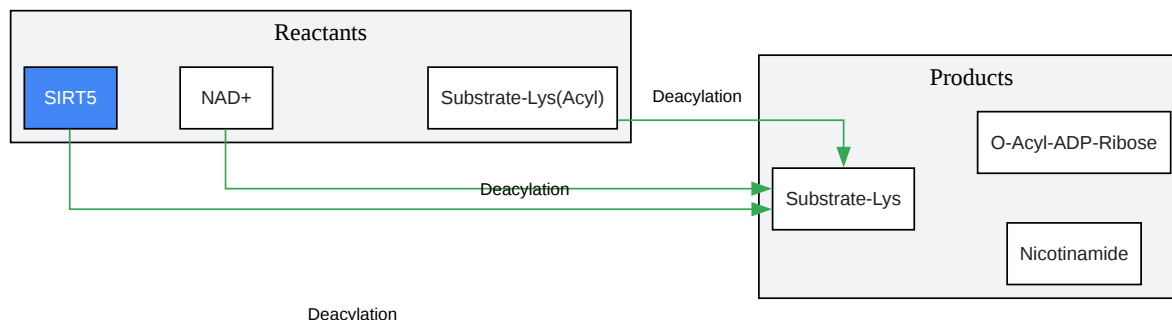 Reactants
SIRT5
NAD+
Substrate-Lys(Acyl)
Deacylation
Products
O-Acyl-ADP-Ribose
Deacylation
Substrate-Lys
Nicotinamide
Deacylation